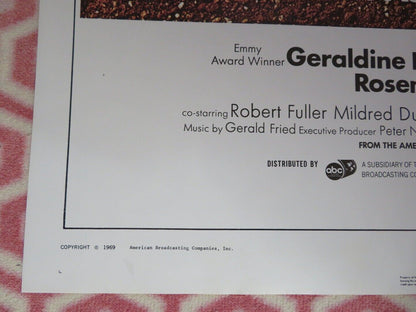 Emmy
Award Winner Geraldine
Rosem
co-starring Robert Fuller Mildred Du
Music by Gerald Fried Executive Producer Peter N
FROM THE AME
DISTRIBUTED BY abc A SUBSIDIARY OF T
BROADCASTING CO
COPYRIGHT © 1969 American Broadcasting Companies, Inc.